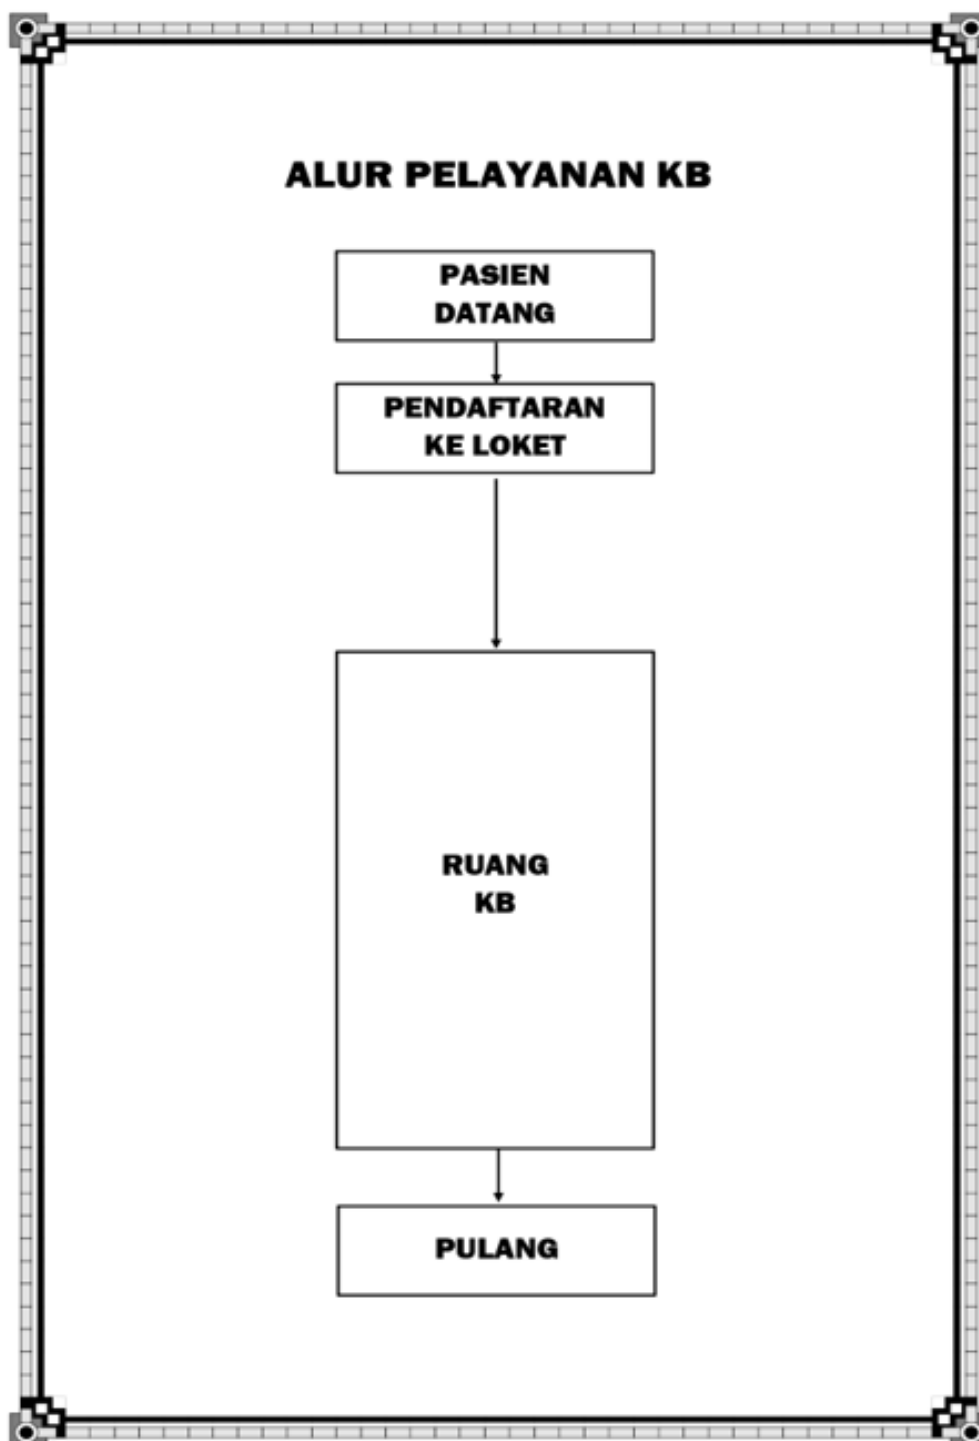 ALUR PELAYANAN KB
PASIEN
DATANG
PENDAFTARAN
KE LOKET
RUANG
KB
PULANG